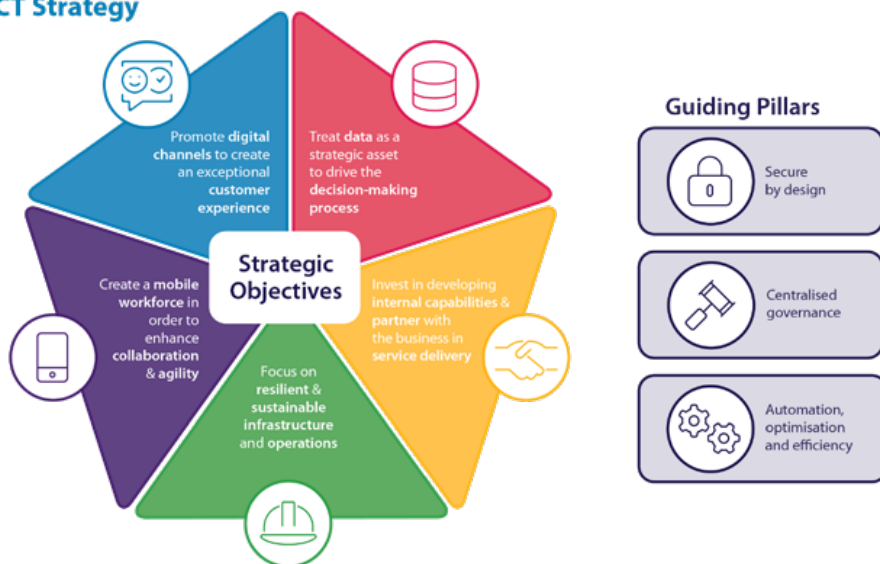 CT Strategy
Promote digital
channels to create
an exceptional
customer
experience
Treat data as a
strategic asset
to drive the
decision-making
process
Strategic
Objectives
Create a mobile
workforce in
order to
enhance
collaboration
& agility
Invest in developing
internal capabilities &
partner with
the business in
service delivery
Focus on
resilient &
sustainable
infrastructure
and operations
Guiding Pillars
Secure
by design
Centralised
governance
Automation,
optimisation
and efficiency